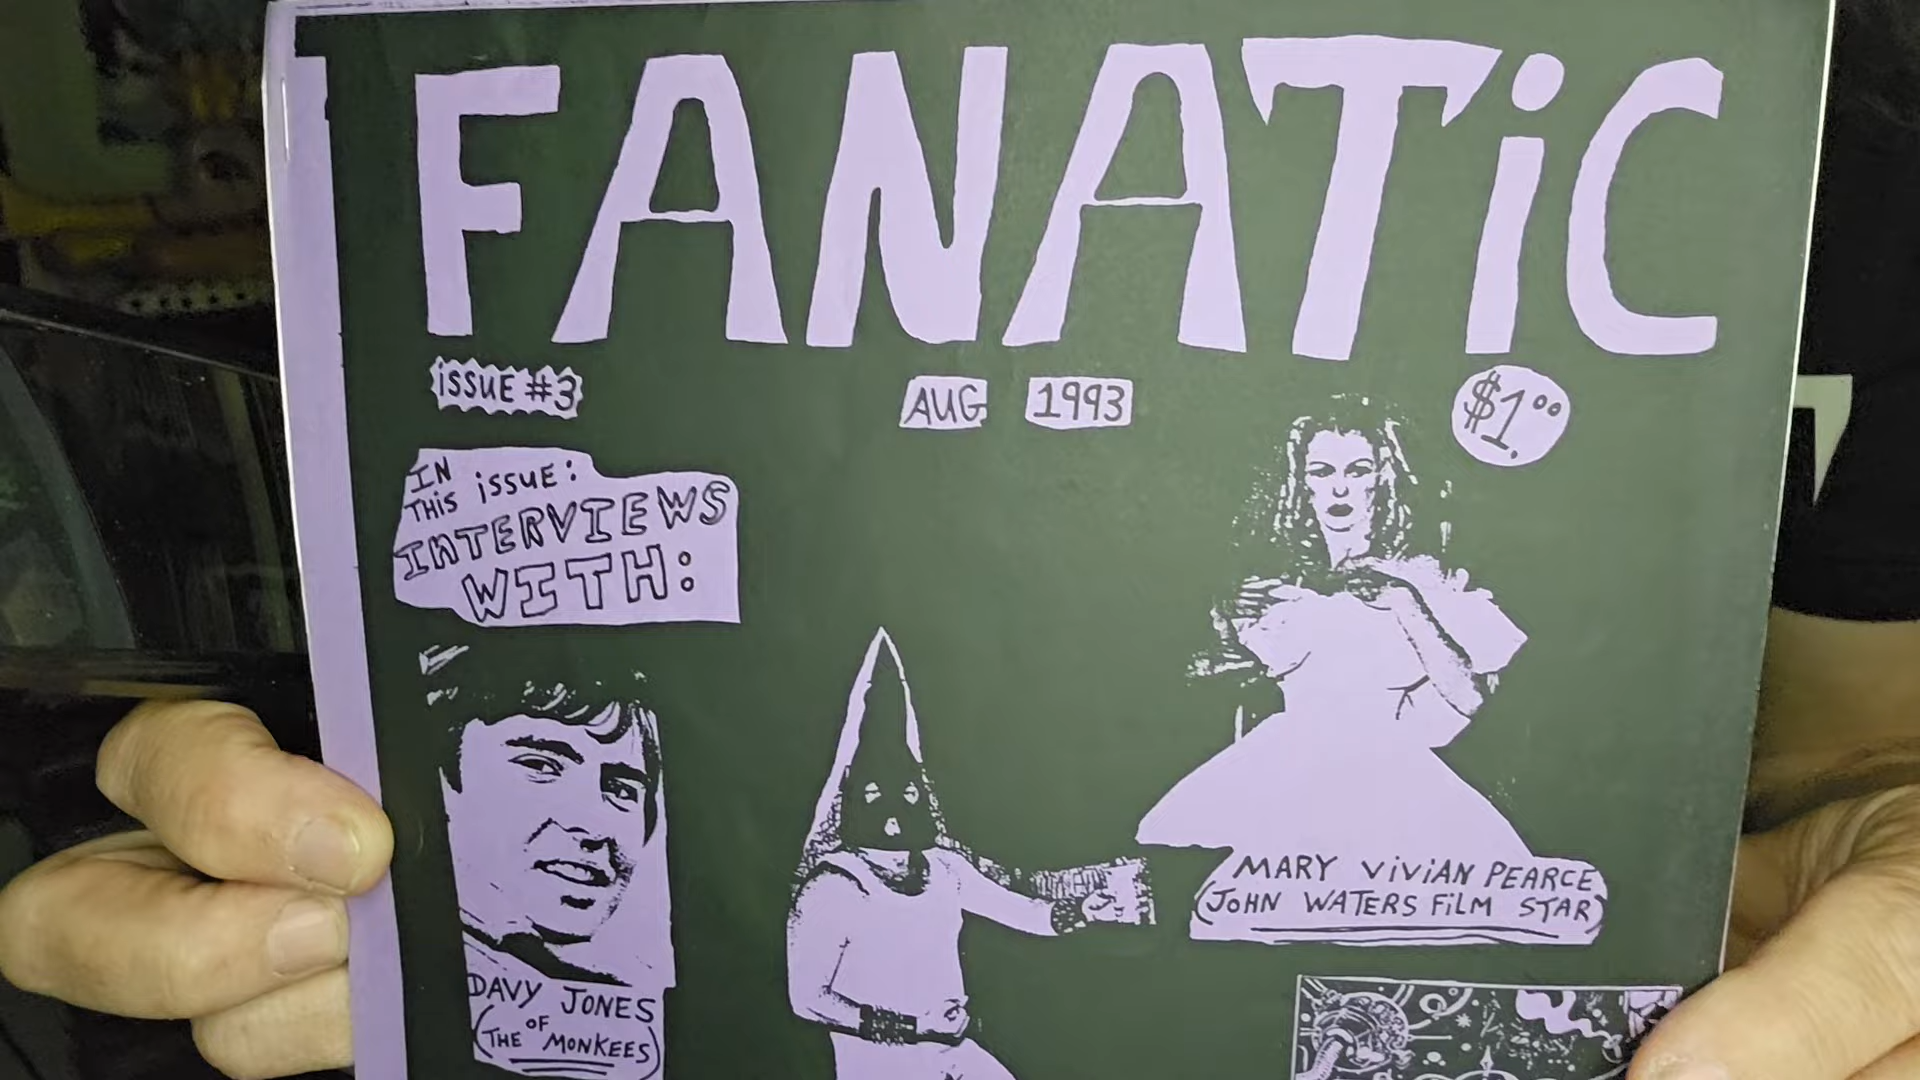 FANATiC
iSSUE #3
AUG 1993
$1.00
IN THiS iSSUE:
INTERVIEWS
WITH:
MARY ViViAN PEARCE
(JOHN WATERS FiLM STAR)
DAVY JONES
(OF THE MONKEES)